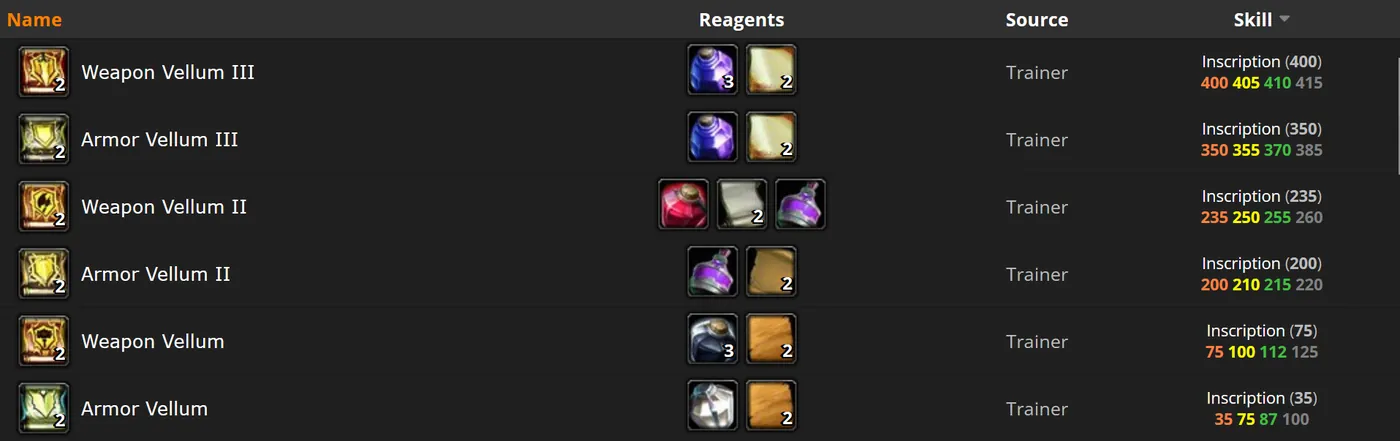 Name Reagents Source Skill
2 Weapon Vellum III 3 2 Trainer Inscription (400)
400 405 410 415
2 Armor Vellum III 2 Trainer Inscription (350)
350 355 370 385
2 Weapon Vellum II 2 Trainer Inscription (235)
235 250 255 260
2 Armor Vellum II 2 Trainer Inscription (200)
200 210 215 220
2 Weapon Vellum 3 2 Trainer Inscription (75)
75 100 112 125
2 Armor Vellum 2 Trainer Inscription (35)
35 75 87 100